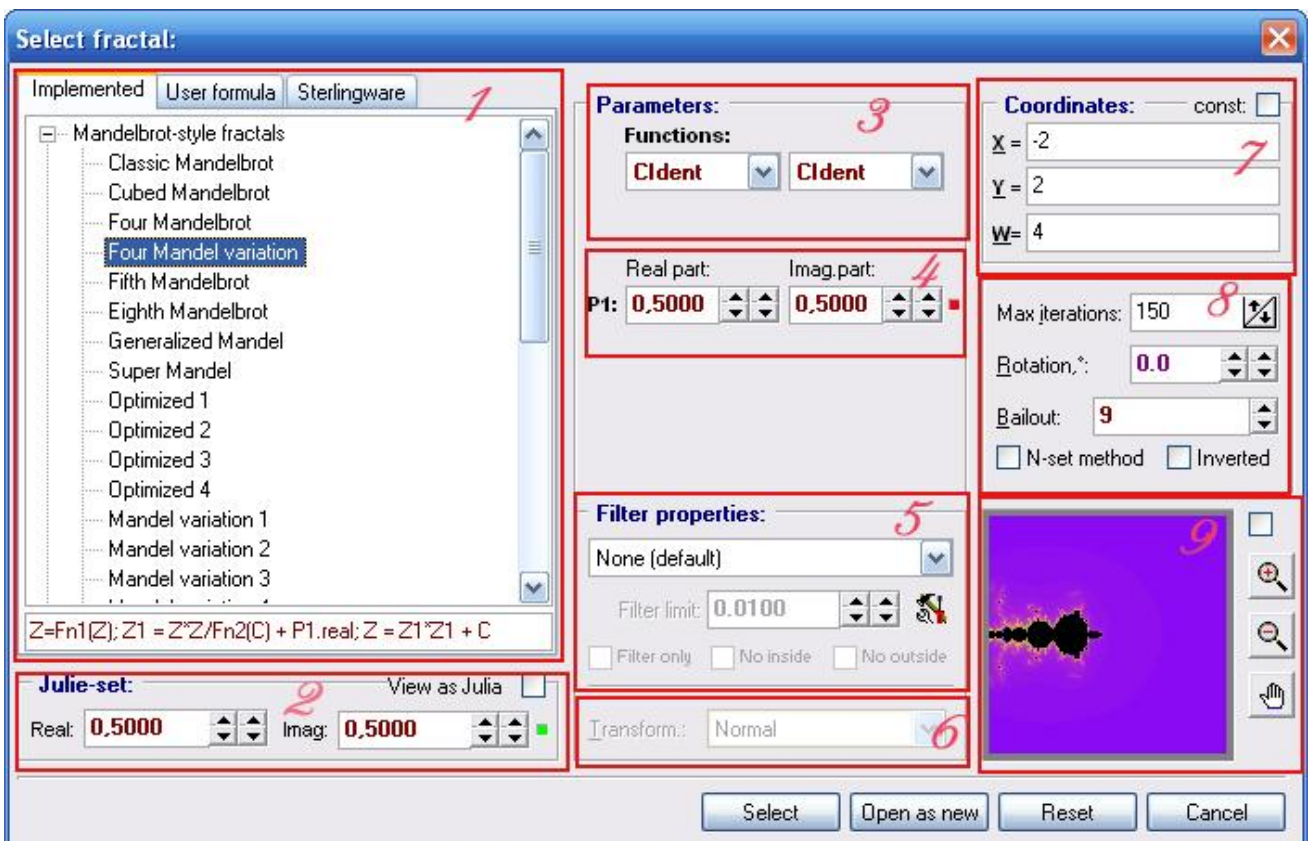 Select fractal:
Implemented User formula Sterlingware
1
Mandelbrot-style fractals
Classic Mandelbrot
Cubed Mandelbrot
Four Mandelbrot
Four Mandel variation
Fifth Mandelbrot
Eighth Mandelbrot
Generalized Mandel
Super Mandel
Optimized 1
Optimized 2
Optimized 3
Optimized 4
Mandel variation 1
Mandel variation 2
Mandel variation 3
Z=Fn1(Z); Z1 = Z*Z/Fn2(C) + P1.real; Z = Z1*Z1 + C
Julie-set: 2 View as Julia
Real: 0,5000 Imag: 0,5000
Parameters: 3
Functions:
CIdent CIdent
Real part: Imag.part: 4
P1: 0,5000 0,5000
Filter properties: 5
None (default)
Filter limit: 0.0100
Filter only No inside No outside
Transform.: Normal 6
Coordinates: const:
X = -2 7
Y = 2
W= 4
Max iterations: 150 8
Rotation,°: 0.0
Bailout: 9
N-set method Inverted
9
Select Open as new Reset Cancel